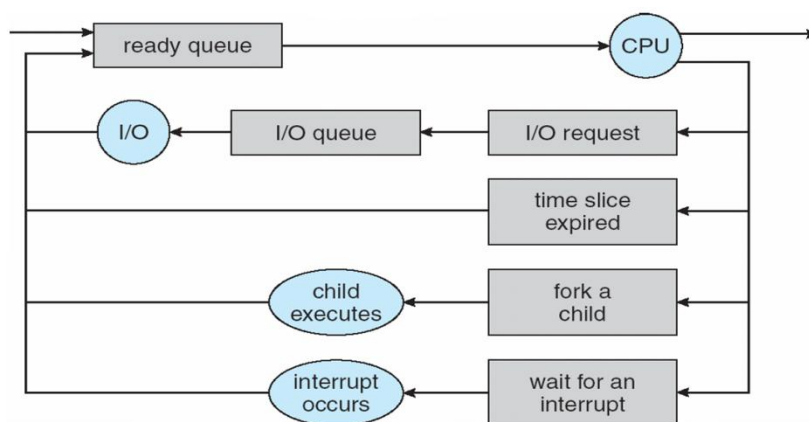 ready queue
CPU
I/O
I/O queue
I/O request
time slice
expired
child
executes
fork a
child
interrupt
occurs
wait for an
interrupt